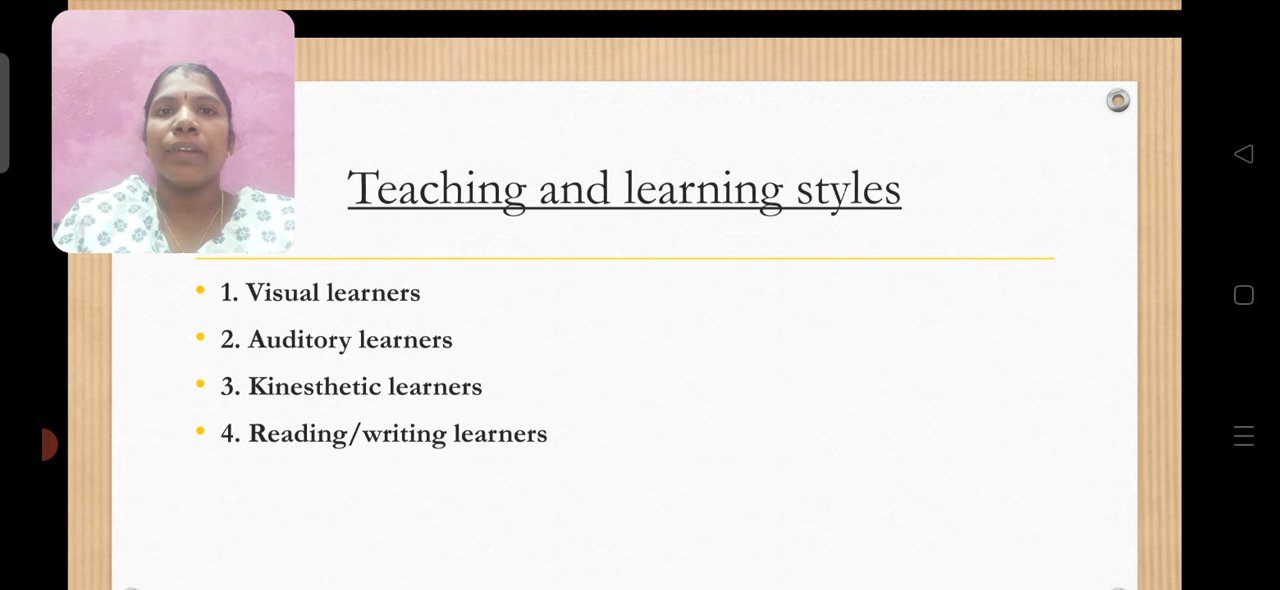 Teaching and learning styles
1. Visual learners
2. Auditory learners
3. Kinesthetic learners
4. Reading/writing learners